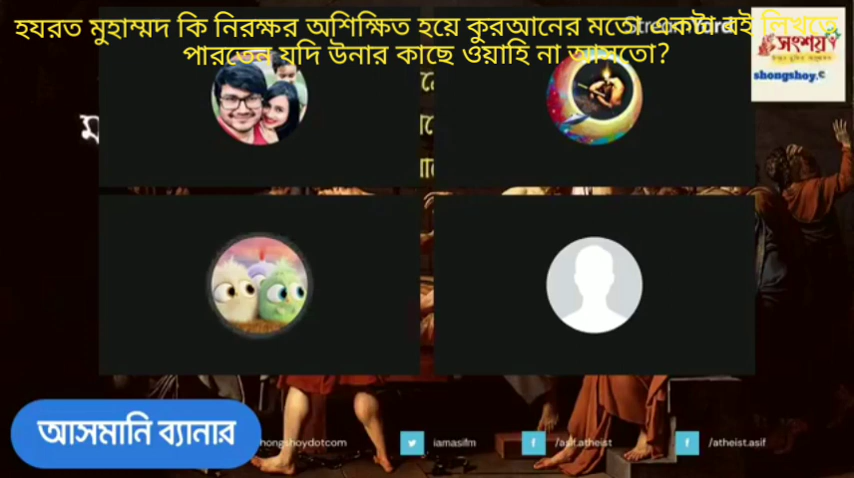 হযরত মুহাম্মদ কি নিরক্ষর অশিক্ষিত হয়ে কুরআনের মতো একটা বই লিখতে
পারতেন যদি উনার কাছে ওয়াহি না আসতো?
সংশয়
shongshoy.©
আসমানি ব্যানার
hongshoydotcom
iamasifm
/asif.atheist
/atheist.asif